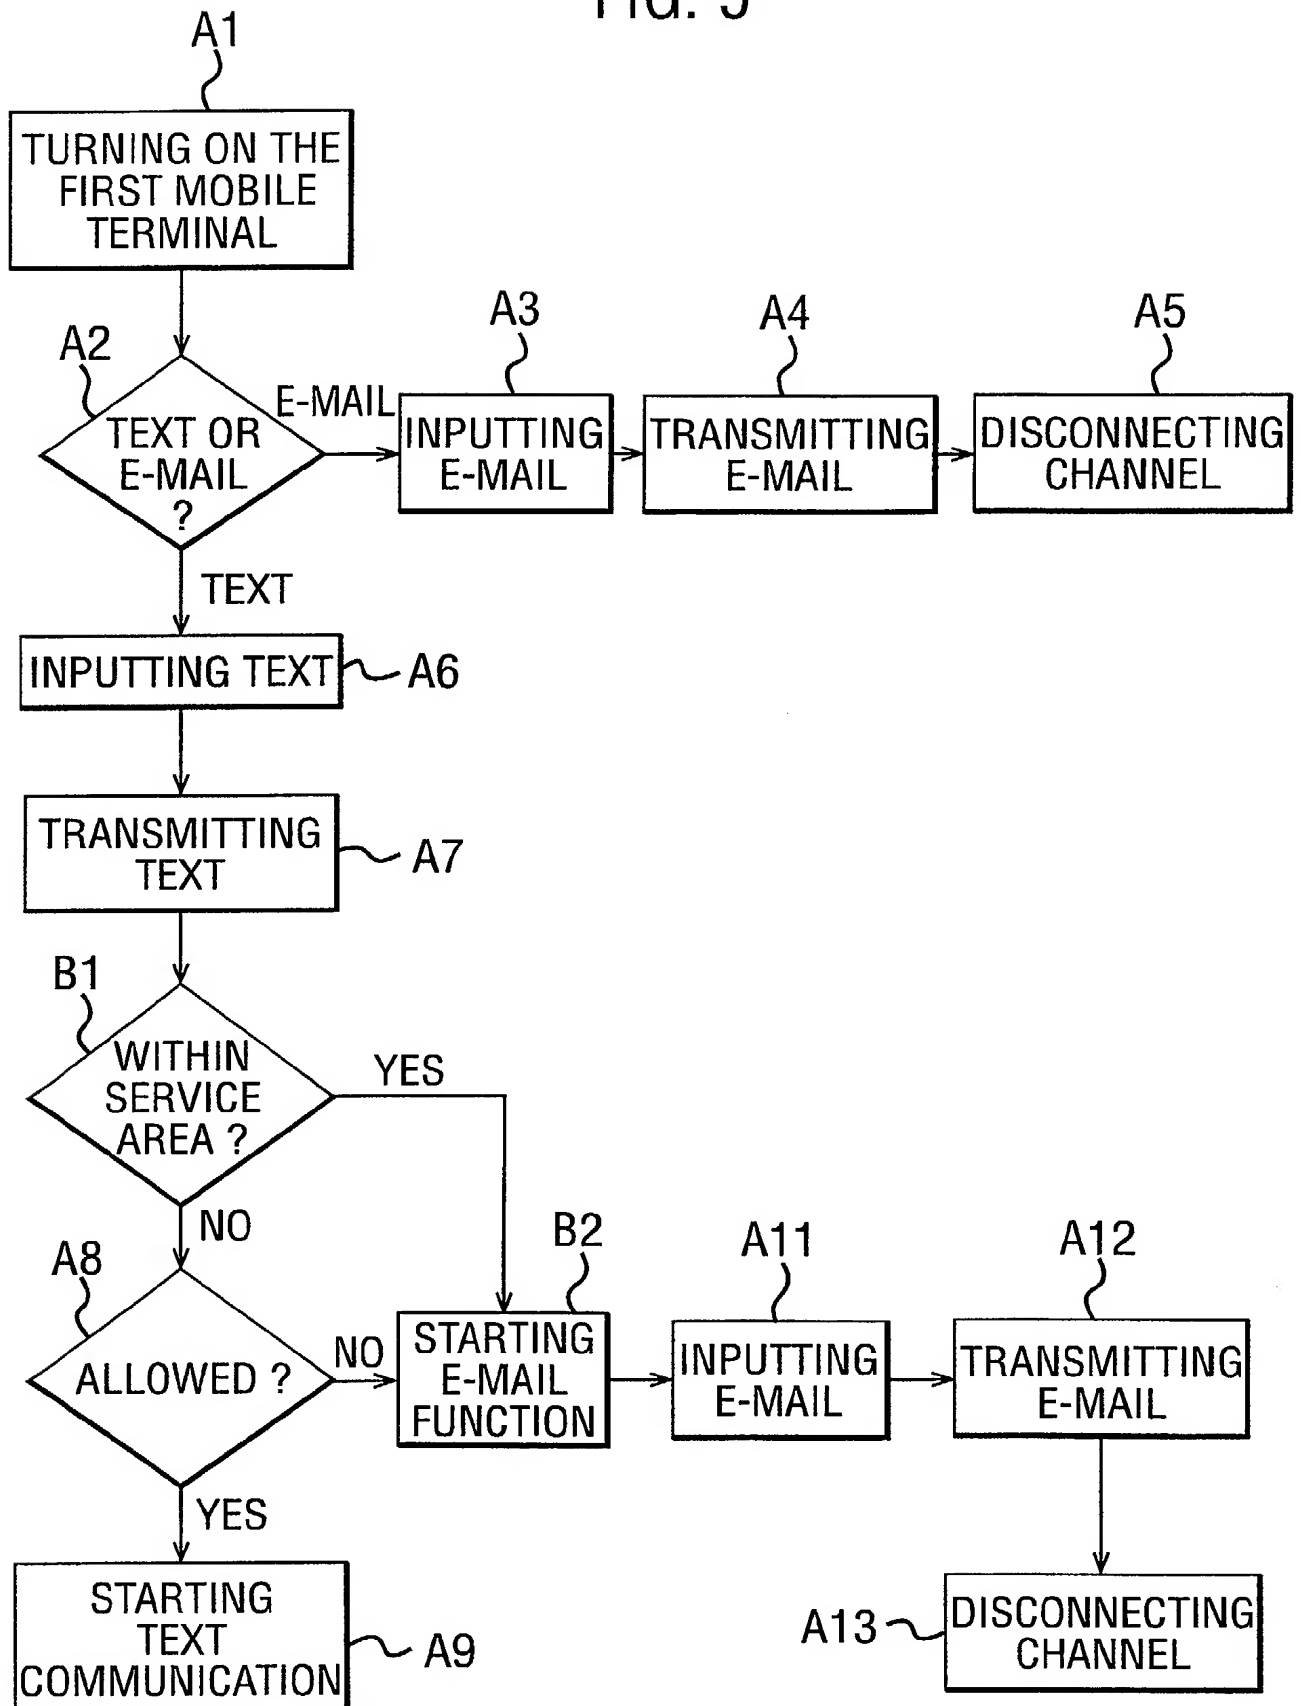 FIG. 9
A1
TURNING ON THE
FIRST MOBILE
TERMINAL
A2
TEXT OR
E-MAIL
?
E-MAIL
A3
INPUTTING
E-MAIL
A4
TRANSMITTING
E-MAIL
A5
DISCONNECTING
CHANNEL
TEXT
INPUTTING TEXT
A6
TRANSMITTING
TEXT
A7
B1
WITHIN
SERVICE
AREA ?
YES
NO
A8
ALLOWED ?
NO
B2
STARTING
E-MAIL
FUNCTION
A11
INPUTTING
E-MAIL
A12
TRANSMITTING
E-MAIL
YES
STARTING
TEXT
COMMUNICATION
A9
A13
DISCONNECTING
CHANNEL